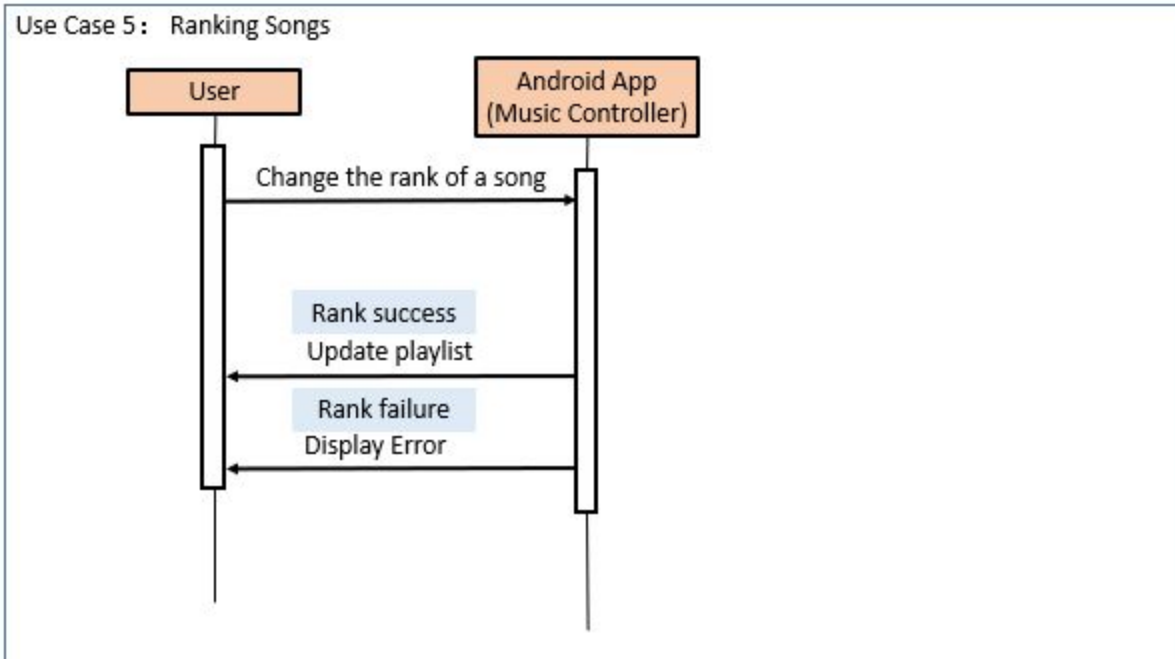 Use Case 5： Ranking Songs
User
Android App
(Music Controller)
Change the rank of a song
Rank success
Update playlist
Rank failure
Display Error